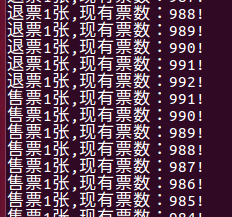 退票1张,现有票数：988!
退票1张,现有票数：989!
退票1张,现有票数：990!
退票1张,现有票数：991!
退票1张,现有票数：992!
售票1张,现有票数：991!
售票1张,现有票数：990!
售票1张,现有票数：989!
售票1张,现有票数：988!
售票1张,现有票数：987!
售票1张,现有票数：986!
售票1张,现有票数：985!